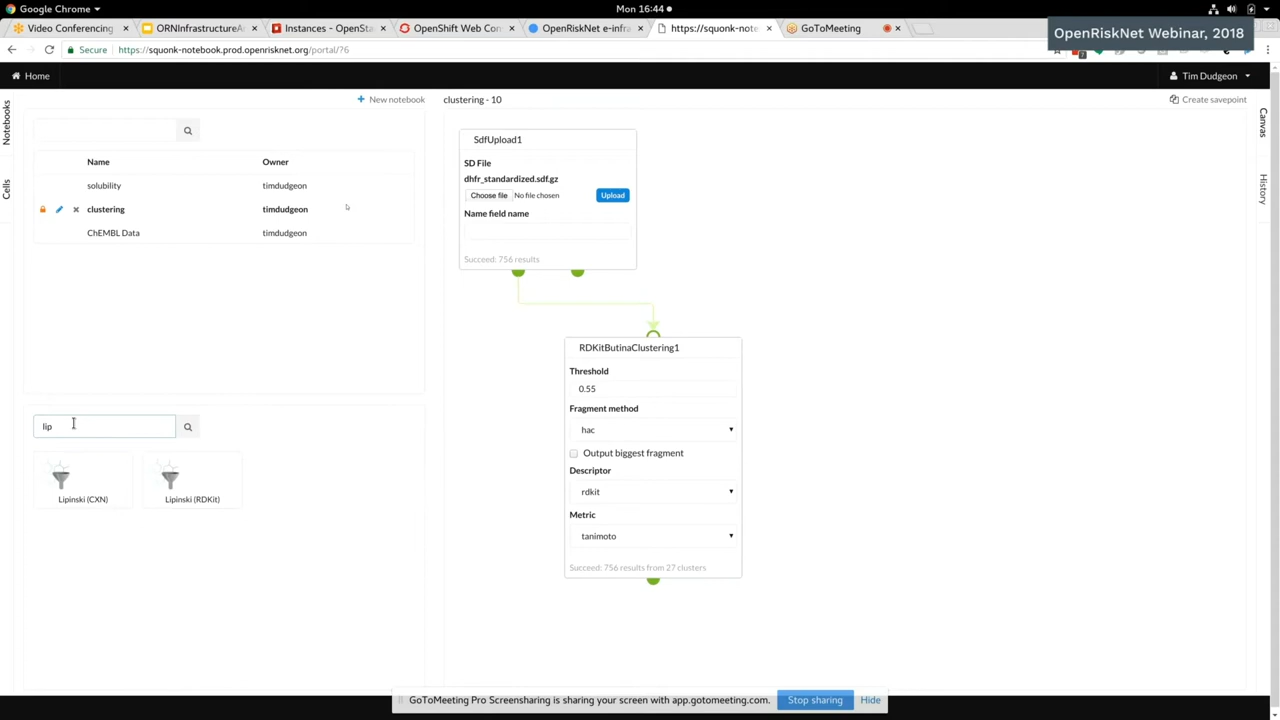 Google Chrome
Mon 16:44
Video Conferencing
ORNInfrastructureA
Instances - OpenSta
OpenShift Web Con
OpenRiskNet e-infra
https://squonk-note
GoToMeeting
OpenRiskNet Webinar, 2018
Secure
https://squonk-notebook.prod.openrisknet.org/portal/76
Home
Tim Dudgeon
Notebooks
Cells
New notebook
clustering - 10
Create savepoint
Canvas
History
Name Owner
solubility timdudgeon
clustering timdudgeon
ChEMBL Data timdudgeon
SdfUpload1
SD File
dhfr_standardized.sdf.gz
Choose file No file chosen Upload
Name field name
Succeed: 756 results
RDKitButinaClustering1
Threshold
0.55
Fragment method
hac
Output biggest fragment
Descriptor
rdkit
Metric
tanimoto
Succeed: 756 results from 27 clusters
lip
Lipinski (CXN) Lipinski (RDKit)
GoToMeeting Pro Screensharing is sharing your screen with app.gotomeeting.com. Stop sharing Hide